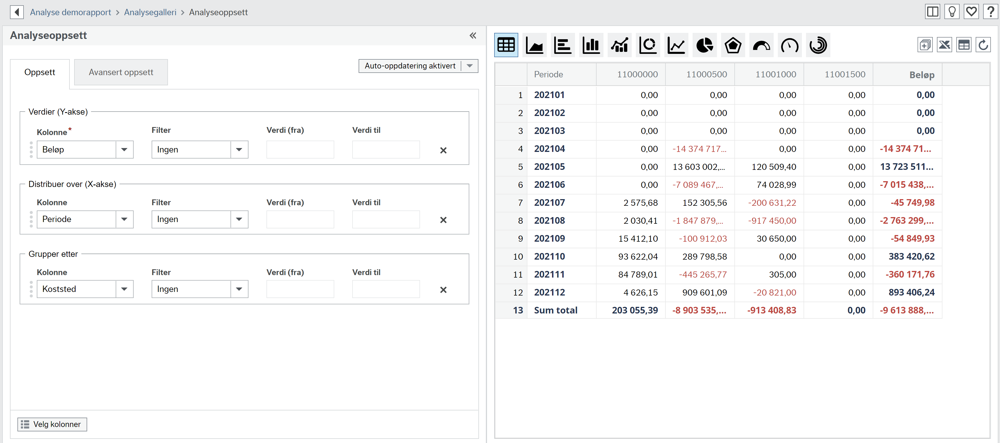 Analyse demorapport > Analysegalleri > Analyseoppsett
?
Analyseoppsett
«
Oppsett
Avansert oppsett
Auto-oppdatering aktivert
Verdier (Y-akse)
Kolonne* Filter Verdi (fra) Verdi til
Beløp Ingen
Distribuer over (X-akse)
Kolonne Filter Verdi (fra) Verdi til
Periode Ingen
Grupper etter
Kolonne Filter Verdi (fra) Verdi til
Koststed Ingen
Velg kolonner
Periode 11000000 11000500 11001000 11001500 Beløp
1 202101 0,00 0,00 0,00 0,00 0,00
2 202102 0,00 0,00 0,00 0,00 0,00
3 202103 0,00 0,00 0,00 0,00 0,00
4 202104 0,00 -14 374 717... 0,00 0,00 -14 374 71...
5 202105 0,00 13 603 002,... 120 509,40 0,00 13 723 511...
6 202106 0,00 -7 089 467,... 74 028,99 0,00 -7 015 438,...
7 202107 2 575,68 152 305,56 -200 631,22 0,00 -45 749,98
8 202108 2 030,41 -1 847 879,... -917 450,00 0,00 -2 763 299,...
9 202109 15 412,10 -100 912,03 30 650,00 0,00 -54 849,93
10 202110 93 622,04 289 798,58 0,00 0,00 383 420,62
11 202111 84 789,01 -445 265,77 305,00 0,00 -360 171,76
12 202112 4 626,15 909 601,09 -20 821,00 0,00 893 406,24
13 Sum total 203 055,39 -8 903 535,... -913 408,83 0,00 -9 613 888,...